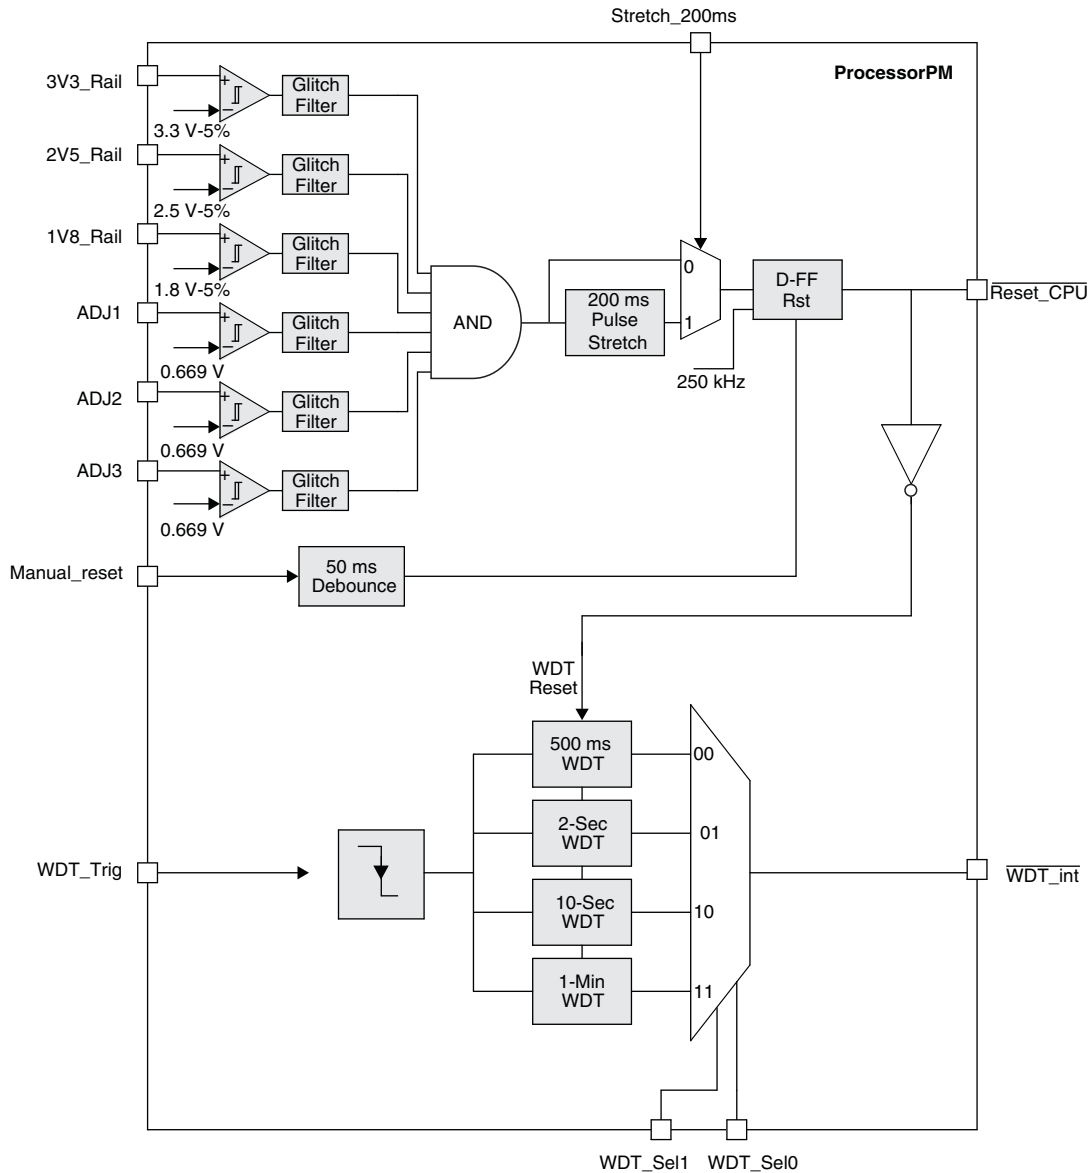 Stretch_200ms
ProcessorPM
3V3_Rail
+
−
3.3 V-5%
Glitch
Filter
2V5_Rail
+
−
2.5 V-5%
Glitch
Filter
1V8_Rail
+
−
1.8 V-5%
Glitch
Filter
ADJ1
+
−
0.669 V
Glitch
Filter
ADJ2
+
−
0.669 V
Glitch
Filter
ADJ3
+
−
0.669 V
Glitch
Filter
AND
200 ms
Pulse
Stretch
0
1
250 kHz
D-FF
Rst
Reset_CPU
Manual_reset
50 ms
Debounce
WDT
Reset
WDT_Trig
500 ms
WDT
2-Sec
WDT
10-Sec
WDT
1-Min
WDT
00
01
10
11
WDT_int
WDT_Sel1
WDT_Sel0